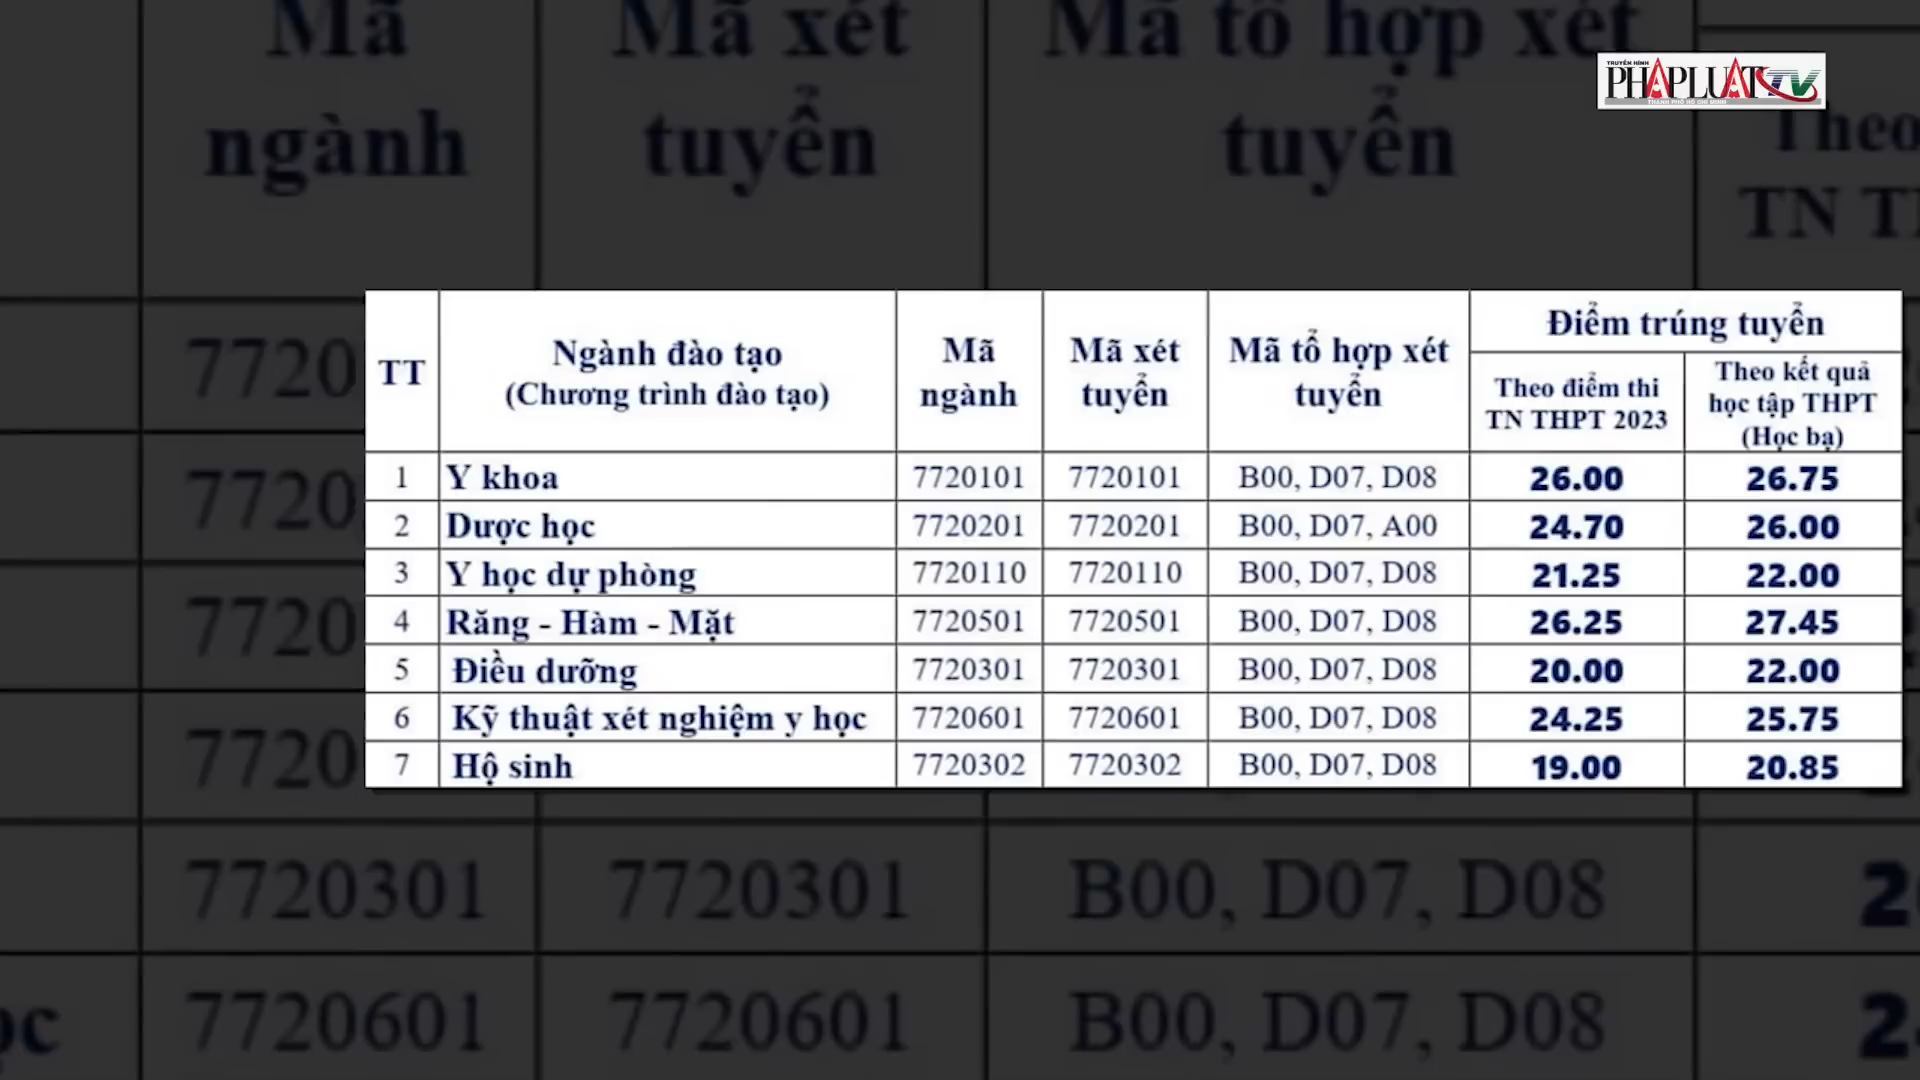 Mã
ngành
Mã xét
tuyển
Mã tổ hợp xét
tuyển
TRUYỀN HÌNH
PHÁPLUẬTTV
THÀNH PHỐ HỒ CHÍ MINH
Theo
TN
TT
Ngành đào tạo
(Chương trình đào tạo)
Mã
ngành
Mã xét
tuyển
Mã tổ hợp xét
tuyển
Điểm trúng tuyển
Theo điểm thi
TN THPT 2023
Theo kết quả
học tập THPT
(Học bạ)
1 Y khoa 7720101 7720101 B00, D07, D08 26.00 26.75
2 Dược học 7720201 7720201 B00, D07, A00 24.70 26.00
3 Y học dự phòng 7720110 7720110 B00, D07, D08 21.25 22.00
4 Răng - Hàm - Mặt 7720501 7720501 B00, D07, D08 26.25 27.45
5 Điều dưỡng 7720301 7720301 B00, D07, D08 20.00 22.00
6 Kỹ thuật xét nghiệm y học 7720601 7720601 B00, D07, D08 24.25 25.75
7 Hộ sinh 7720302 7720302 B00, D07, D08 19.00 20.85
7720
7720
7720
7720
7720301 7720301 B00, D07, D08
7720601 7720601 B00, D07, D08